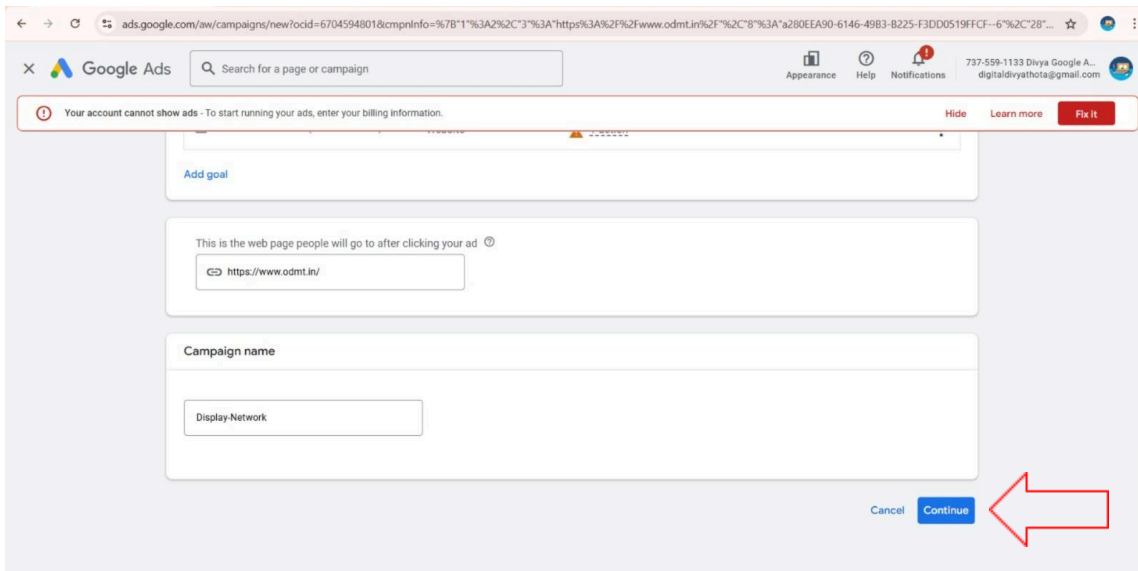 ads.google.com/aw/campaigns/new?ocid=6704594801&cmpnInfo=%7B"1"%3A2%2C"3"%3A"https%3A%2F%2Fwww.odmt.in%2F"%2C"8"%3A"a280EEA90-6146-49B3-B225-F3DD0519FFCF--6"%2C"28"...
Google Ads
Search for a page or campaign
Appearance
Help
Notifications
737-559-1133 Divya Google A...
digitaldivyathota@gmail.com
Your account cannot show ads - To start running your ads, enter your billing information.
Hide
Learn more
Fix it
Add goal
This is the web page people will go to after clicking your ad
https://www.odmt.in/
Campaign name
Display-Network
Cancel
Continue